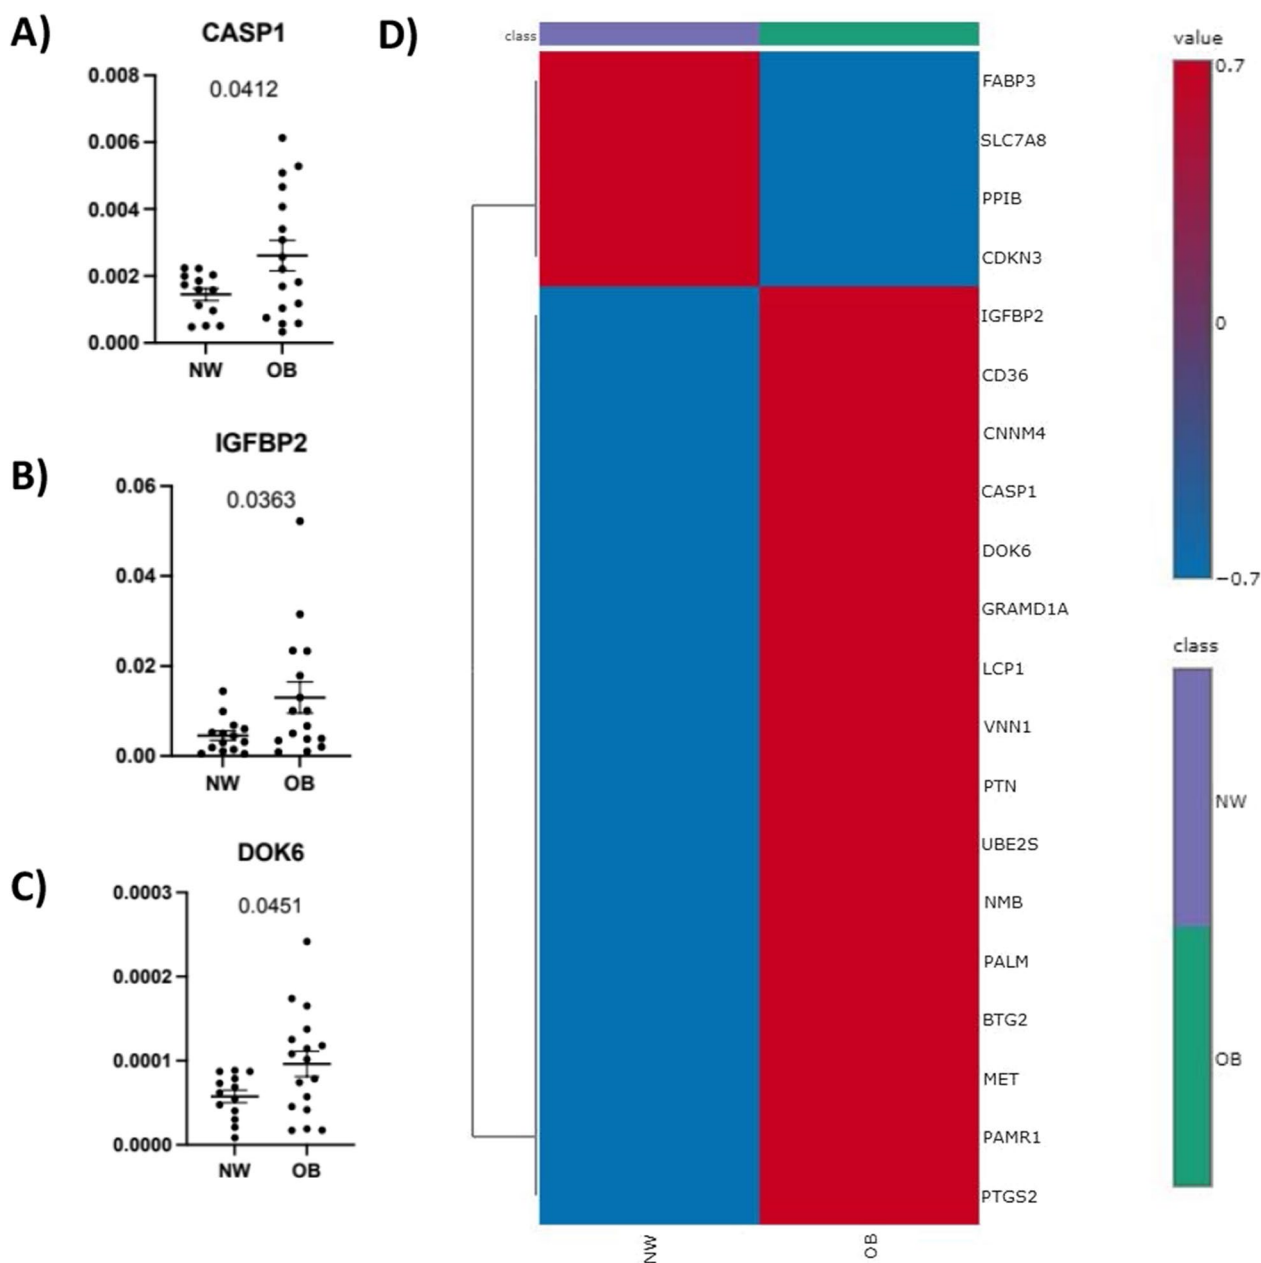 A)
CASP1
0.0412
0.008
0.006
0.004
0.002
0.000
NW OB
B)
IGFBP2
0.0363
0.06
0.04
0.02
0.00
NW OB
C)
DOK6
0.0451
0.0003
0.0002
0.0001
0.0000
NW OB
D)
class
FABP3
SLC7A8
PPIB
CDKN3
IGFBP2
CD36
CNNM4
CASP1
DOK6
GRAMD1A
LCP1
VNN1
PTN
UBE2S
NMB
PALM
BTG2
MET
PAMR1
PTGS2
NW OB
value
0.7
0
−0.7
class
NW
OB